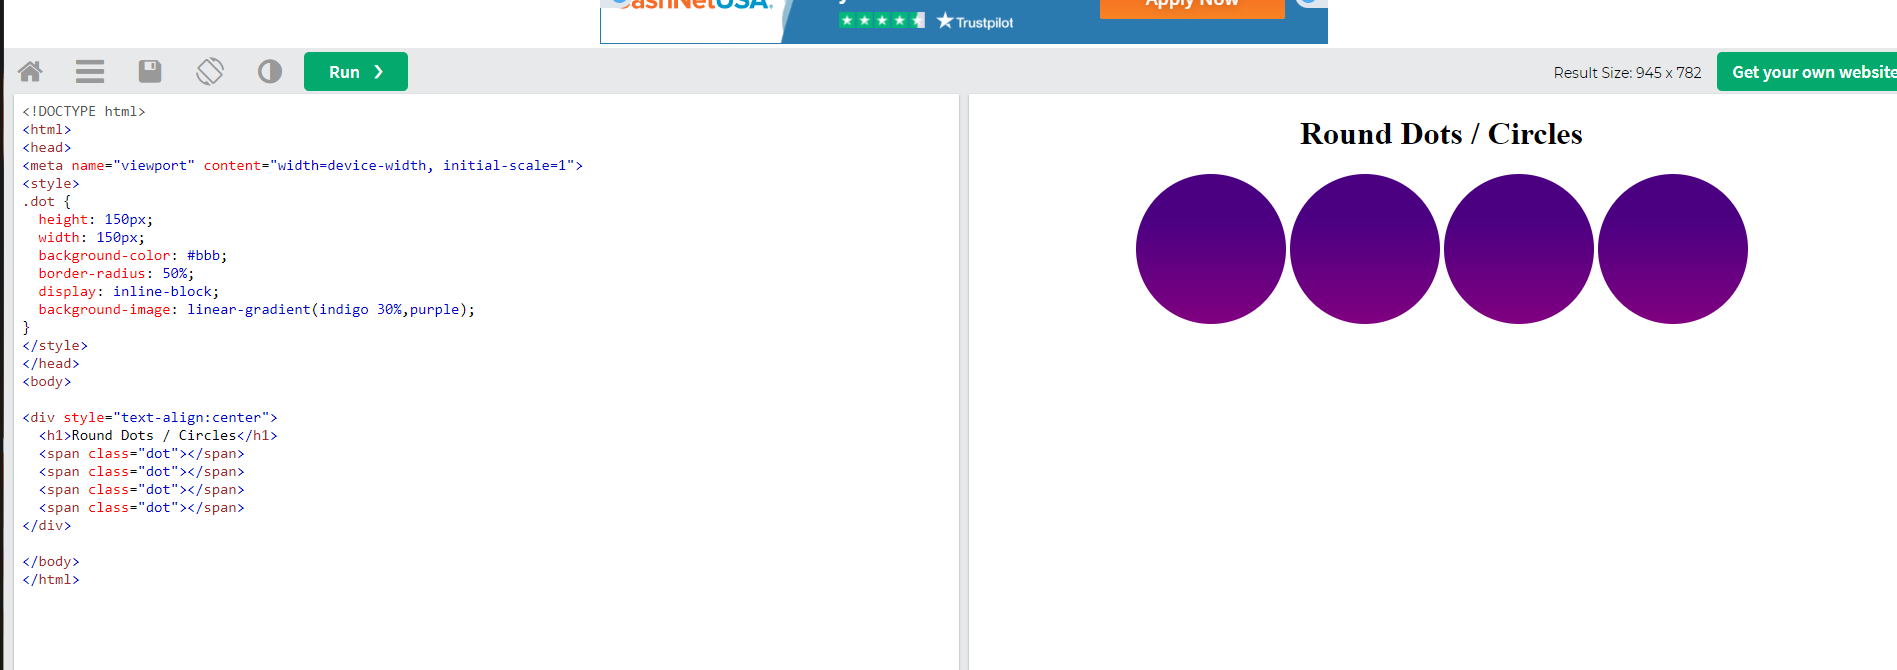 CashNetUSA.
Trustpilot
Apply Now
Run ❯
Result Size: 945 x 782
Get your own website
<!DOCTYPE html>
<html>
<head>
<meta name="viewport" content="width=device-width, initial-scale=1">
<style>
.dot {
  height: 150px;
  width: 150px;
  background-color: #bbb;
  border-radius: 50%;
  display: inline-block;
  background-image: linear-gradient(indigo 30%,purple);
}
</style>
</head>
<body>
<div style="text-align:center">
  <h1>Round Dots / Circles</h1>
  <span class="dot"></span>
  <span class="dot"></span>
  <span class="dot"></span>
  <span class="dot"></span>
</div>
</body>
</html>
Round Dots / Circles